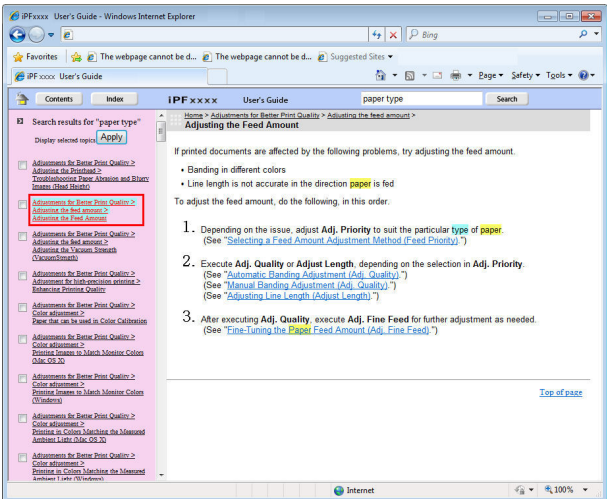 iPFxxxx User's Guide - Windows Internet Explorer
Bing
Favorites The webpage cannot be d... The webpage cannot be d... Suggested Sites
iPFxxxx User's Guide
Page Safety Tools
Contents Index iPFxxxx User's Guide paper type Search
Search results for "paper type"
Display selected topics Apply
Adjustments for Better Print Quality >
Adjusting the Printhead >
Troubleshooting Paper Abrasion and Blurry
Images (Head Height)
Adjustments for Better Print Quality >
Adjusting the feed amount >
Adjusting the Feed Amount
Adjustments for Better Print Quality >
Adjusting the feed amount >
Adjusting the Vacuum Strength
(VacuumStrngth)
Adjustments for Better Print Quality >
Adjustment for high-precision printing >
Enhancing Printing Quality
Adjustments for Better Print Quality >
Color adjustment >
Paper that can be used in Color Calibration
Adjustments for Better Print Quality >
Color adjustment >
Printing Images to Match Monitor Colors
(Mac OS X)
Adjustments for Better Print Quality >
Color adjustment >
Printing Images to Match Monitor Colors
(Windows)
Adjustments for Better Print Quality >
Color adjustment >
Printing in Colors Matching the Measured
Ambient Light (Mac OS X)
Adjustments for Better Print Quality >
Color adjustment >
Printing in Colors Matching the Measured
Ambient Light (Windows)
Home > Adjustments for Better Print Quality > Adjusting the feed amount >
Adjusting the Feed Amount
If printed documents are affected by the following problems, try adjusting the feed amount.
• Banding in different colors
• Line length is not accurate in the direction paper is fed
To adjust the feed amount, do the following, in this order.
1. Depending on the issue, adjust Adj. Priority to suit the particular type of paper.
(See "Selecting a Feed Amount Adjustment Method (Feed Priority).")
2. Execute Adj. Quality or Adjust Length, depending on the selection in Adj. Priority.
(See "Automatic Banding Adjustment (Adj. Quality).")
(See "Manual Banding Adjustment (Adj. Quality).")
(See "Adjusting Line Length (Adjust Length).")
3. After executing Adj. Quality, execute Adj. Fine Feed for further adjustment as needed.
(See "Fine-Tuning the Paper Feed Amount (Adj. Fine Feed).")
Top of page
Internet 100%